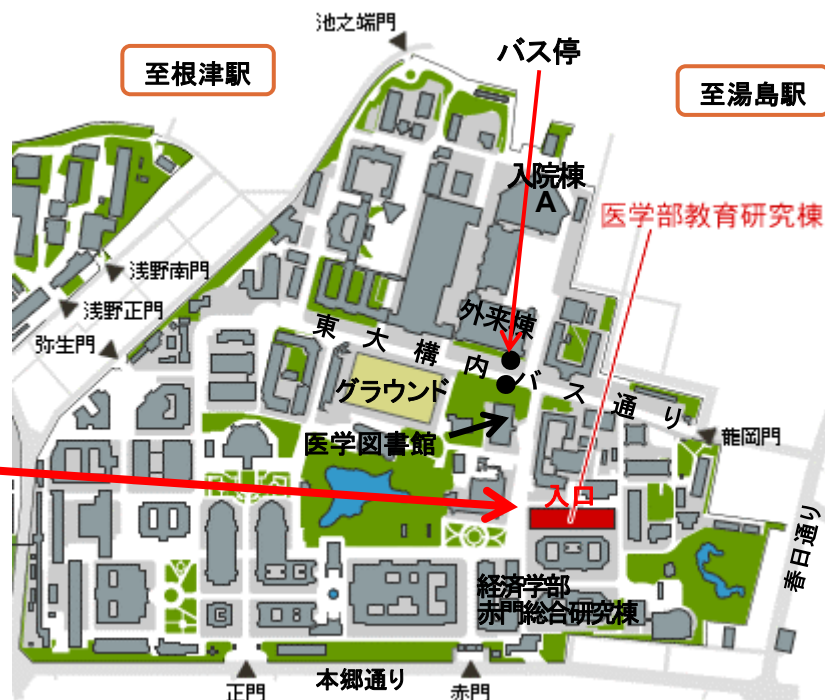 池之端門
バス停
至根津駅
至湯島駅
入院棟
A
医学部教育研究棟
浅野南門
浅野正門
弥生門
外来棟
東大構内バス通り
グラウンド
医学図書館
龍岡門
入口
春日通り
経済学部
赤門総合研究棟
本郷通り
正門
赤門